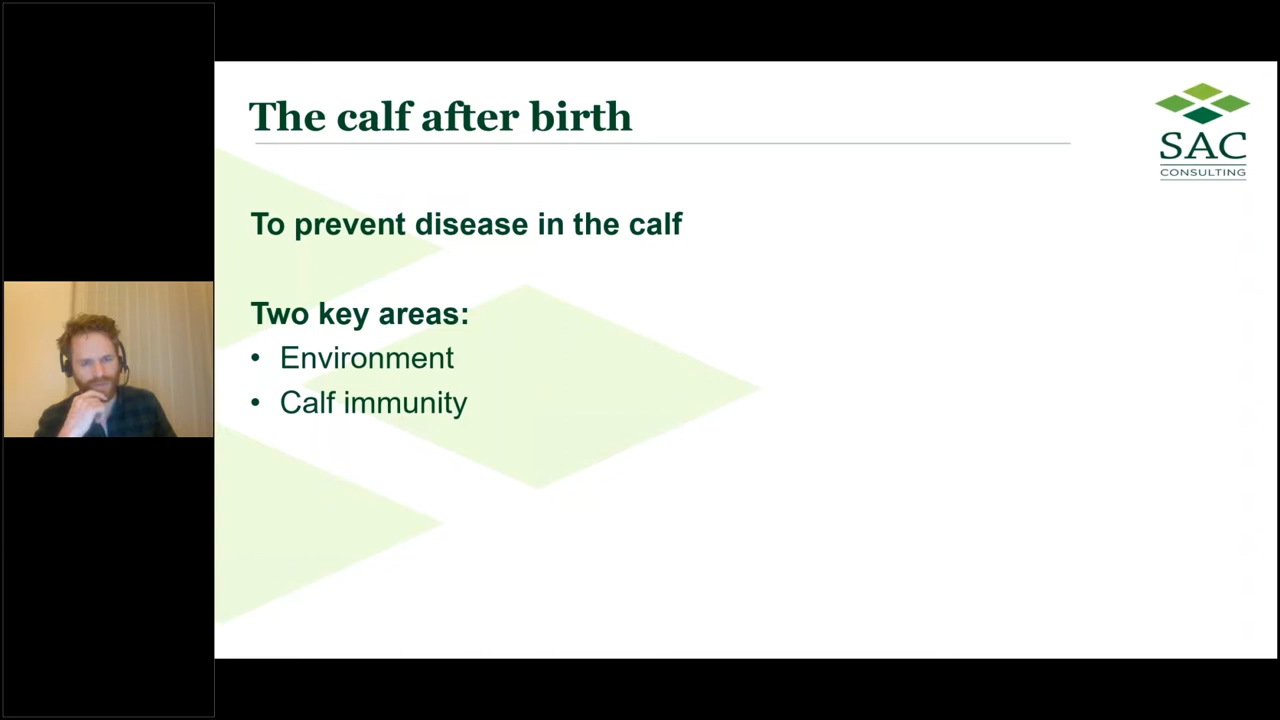 The calf after birth
SAC
CONSULTING
To prevent disease in the calf
Two key areas:
• Environment
• Calf immunity